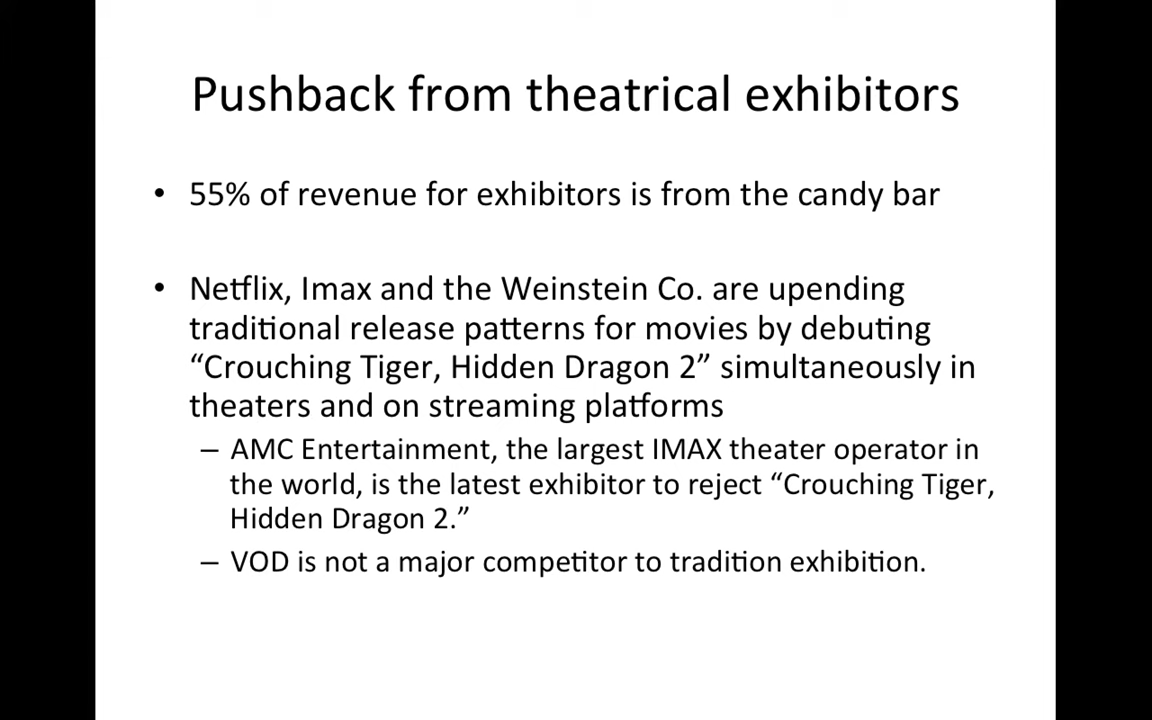 Pushback from theatrical exhibitors
• 55% of revenue for exhibitors is from the candy bar
• Netflix, Imax and the Weinstein Co. are upending
traditional release patterns for movies by debuting
“Crouching Tiger, Hidden Dragon 2” simultaneously in
theaters and on streaming platforms
– AMC Entertainment, the largest IMAX theater operator in
the world, is the latest exhibitor to reject “Crouching Tiger,
Hidden Dragon 2.”
– VOD is not a major competitor to tradition exhibition.